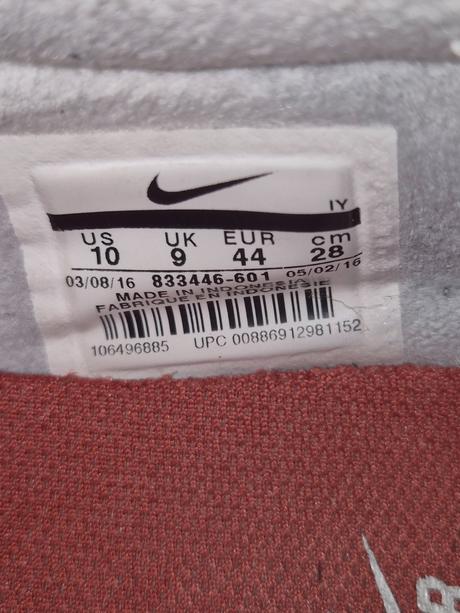 IY
US UK EUR cm
10 9 44 28
03/08/16 833446-601 05/02/16
MADE IN INDONESIA
FABRIQUE EN INDONESIE
106496885 UPC 00886912981152